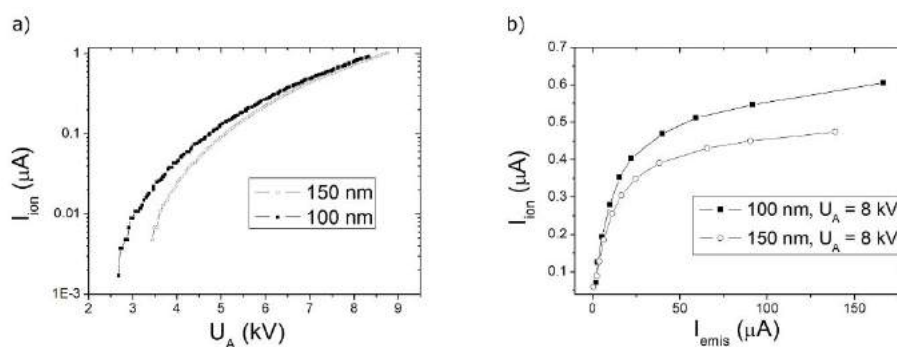 a)
I_ion (µA)
1
0.1
0.01
1E-3
2 3 4 5 6 7 8 9
U_A (kV)
150 nm
100 nm
b)
I_ion (µA)
0.7
0.6
0.5
0.4
0.3
0.2
0.1
0 50 100 150
I_emis (µA)
100 nm, U_A = 8 kV
150 nm, U_A = 8 kV